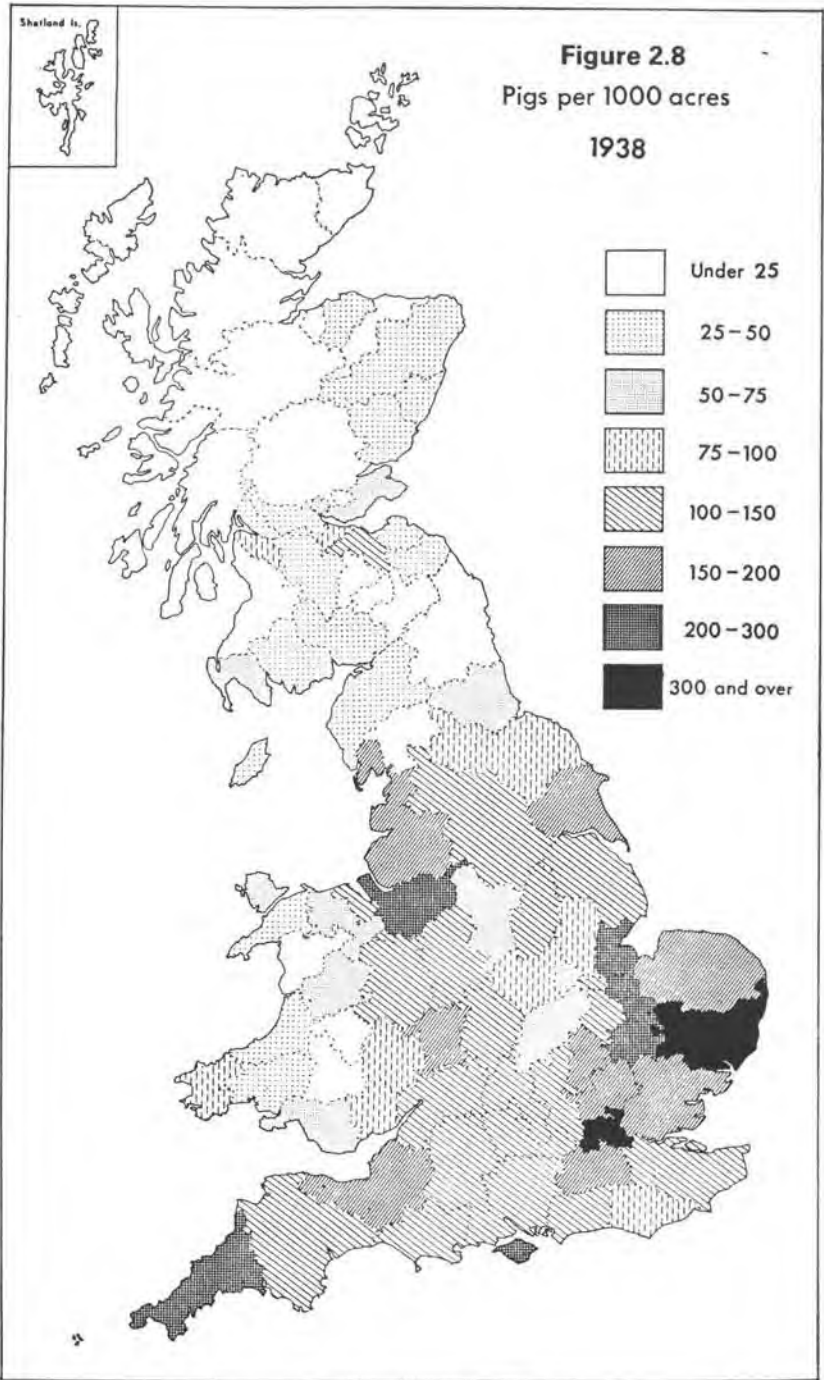 Shetland Is.
Figure 2.8
Pigs per 1000 acres
1938
Under 25
25–50
50–75
75–100
100–150
150–200
200–300
300 and over